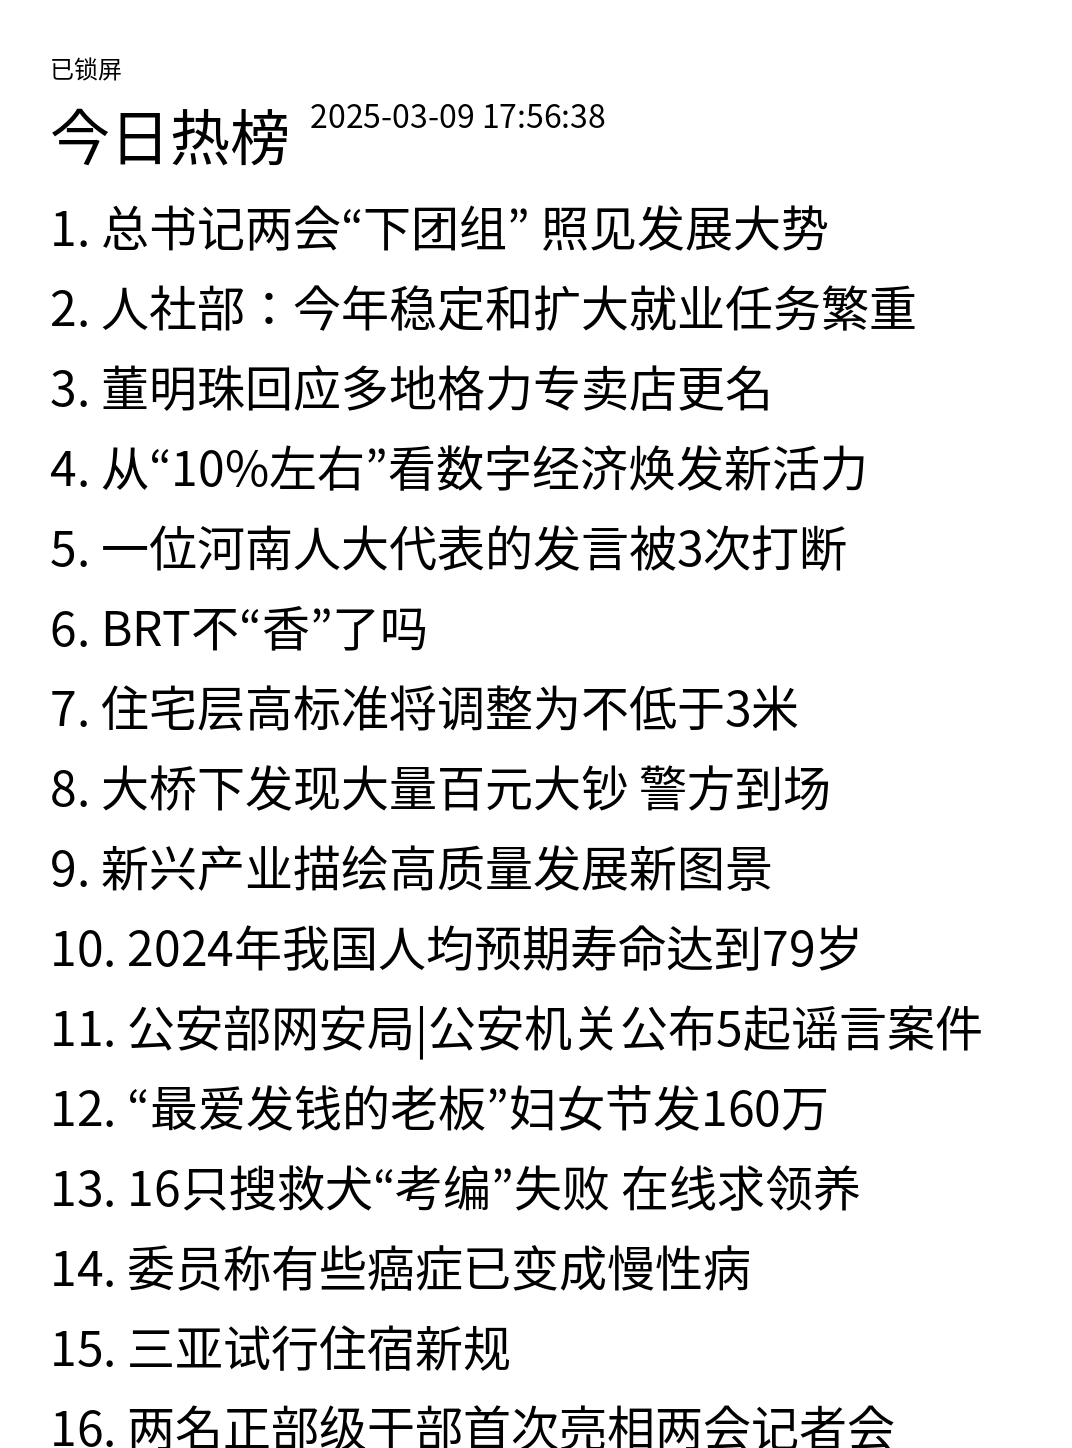 已锁屏
今日热榜 2025-03-09 17:56:38
1. 总书记两会“下团组” 照见发展大势
2. 人社部：今年稳定和扩大就业任务繁重
3. 董明珠回应多地格力专卖店更名
4. 从“10%左右”看数字经济焕发新活力
5. 一位河南人大代表的发言被3次打断
6. BRT不“香”了吗
7. 住宅层高标准将调整为不低于3米
8. 大桥下发现大量百元大钞 警方到场
9. 新兴产业描绘高质量发展新图景
10. 2024年我国人均预期寿命达到79岁
11. 公安部网安局|公安机关公布5起谣言案件
12. “最爱发钱的老板”妇女节发160万
13. 16只搜救犬“考编”失败 在线求领养
14. 委员称有些癌症已变成慢性病
15. 三亚试行住宿新规
16. 两名正部级干部首次亮相两会记者会